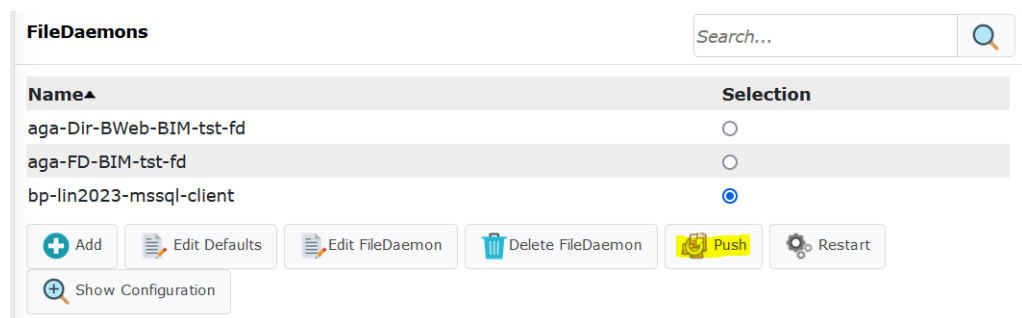 FileDaemons
Search...
Name Selection
aga-Dir-BWeb-BIM-tst-fd
aga-FD-BIM-tst-fd
bp-lin2023-mssql-client
Add Edit Defaults Edit FileDaemon Delete FileDaemon Push Restart
Show Configuration